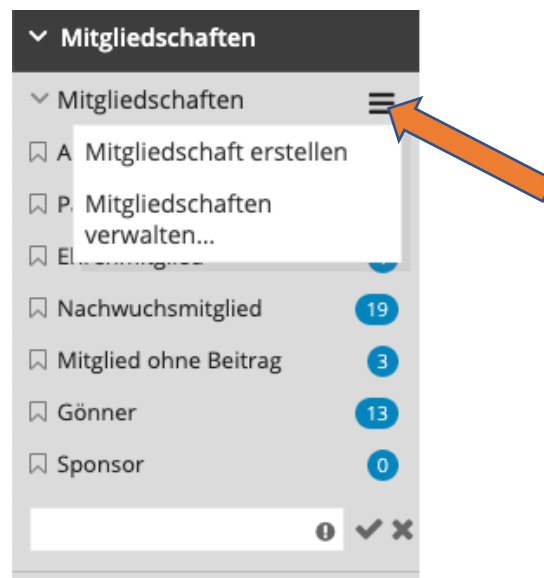 Mitgliedschaften
Mitgliedschaften
A
Mitgliedschaft erstellen
P
Mitgliedschaften
verwalten...
Nachwuchsmitglied 19
Mitglied ohne Beitrag 3
Gönner 13
Sponsor 0